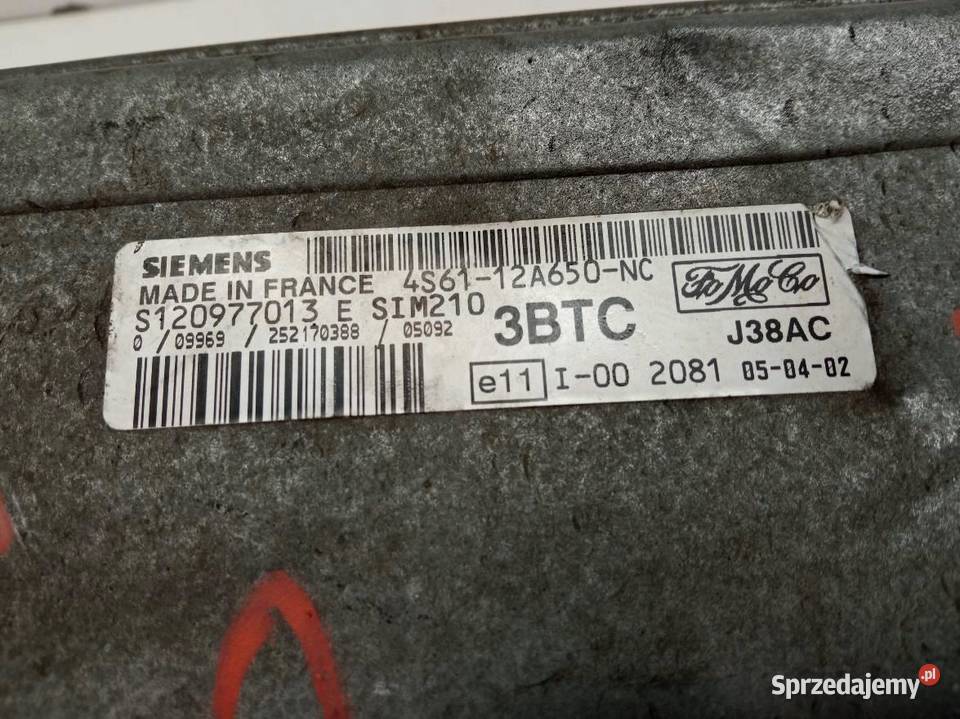 SIEMENS
MADE IN FRANCE 4S61-12A650-NC
S120977013 E SIM210
0 / 09969 / 252170388 / 05092
3BTC
FoMoCo
J38AC
e11 I-00 2081 05-04-02
Sprzedajemy.pl